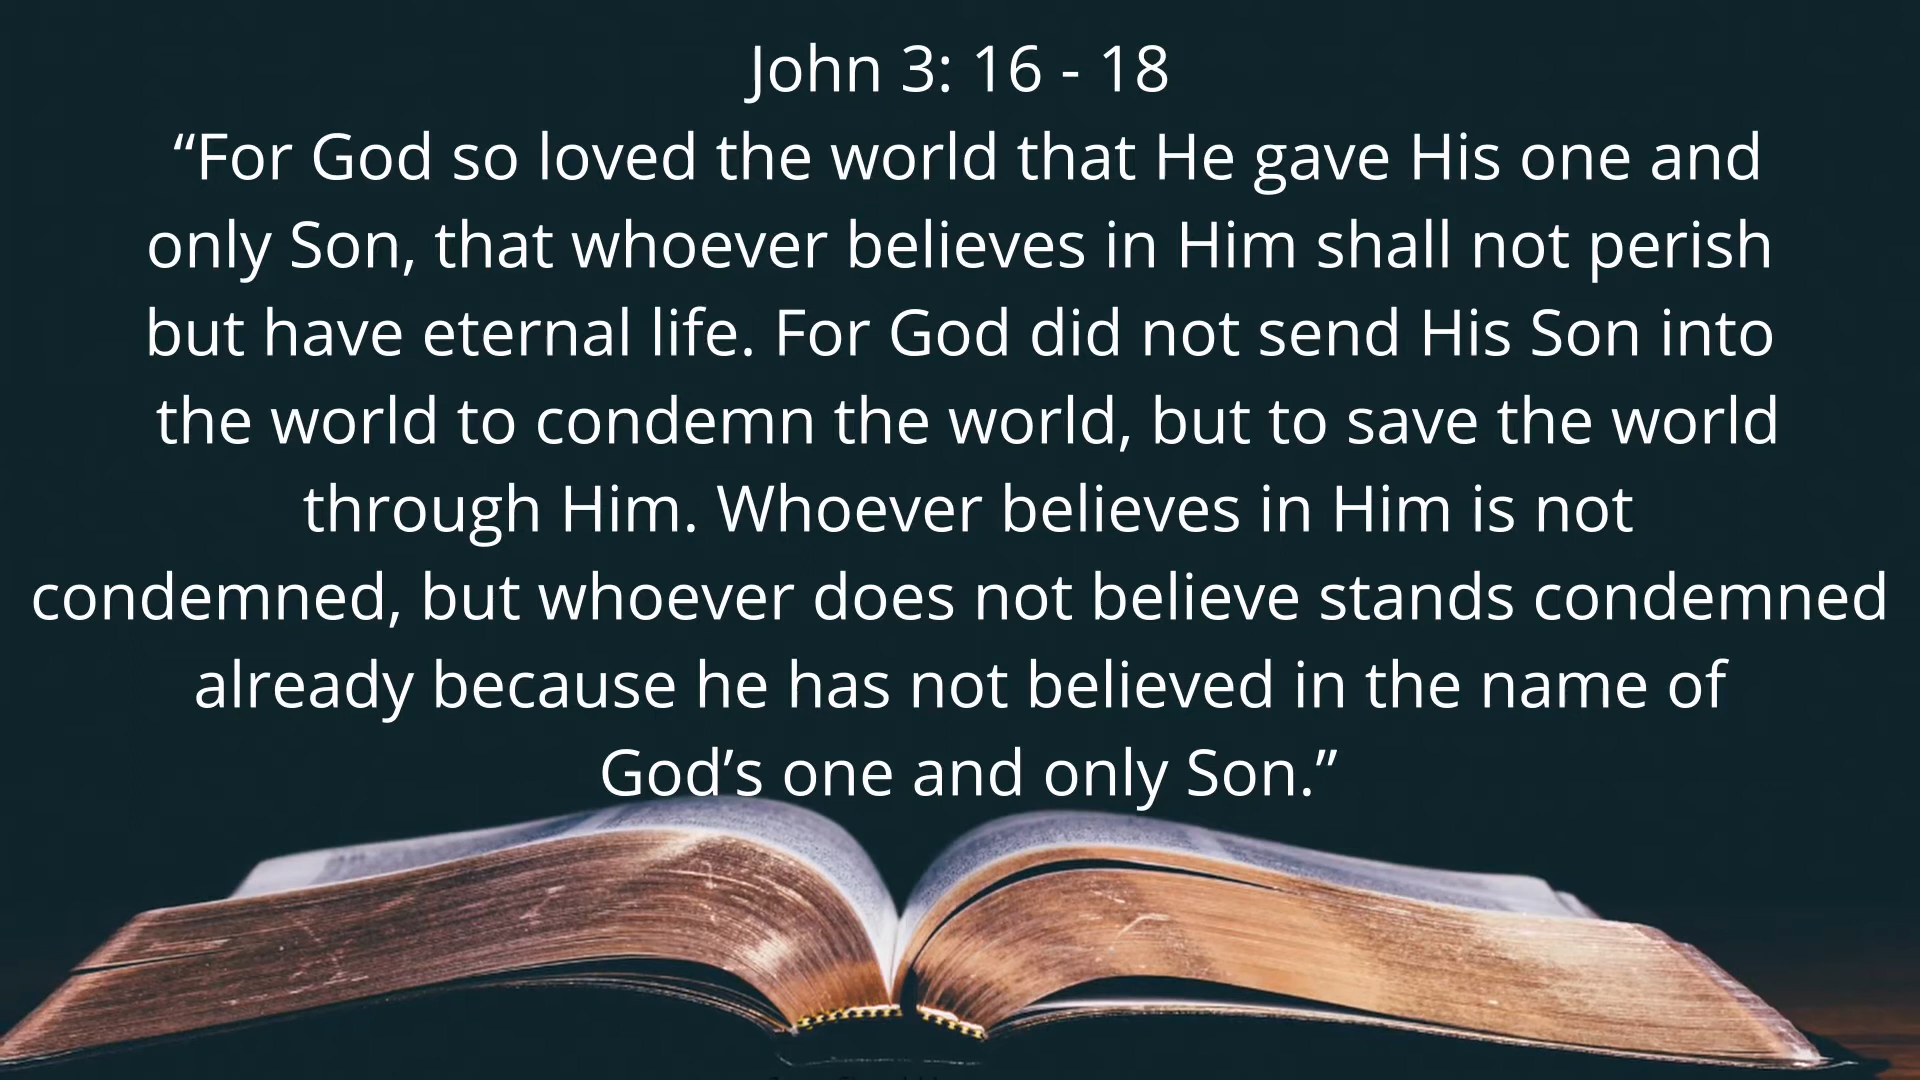 John 3: 16 - 18
“For God so loved the world that He gave His one and
only Son, that whoever believes in Him shall not perish
but have eternal life. For God did not send His Son into
the world to condemn the world, but to save the world
through Him. Whoever believes in Him is not
condemned, but whoever does not believe stands condemned
already because he has not believed in the name of
God’s one and only Son.”